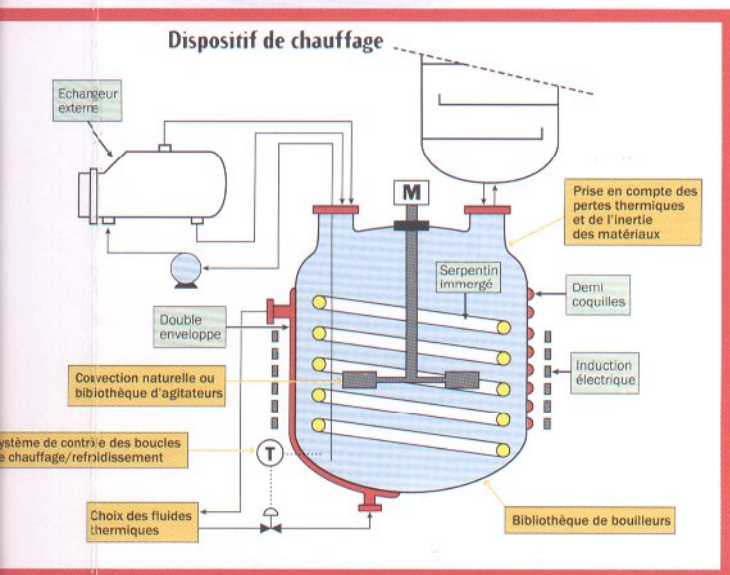 Dispositif de chauffage
Echangeur
externe
M
Prise en compte des
pertes thermiques
et de l'inertie
des matériaux
Serpentin
immergé
Demi
coquilles
Double
enveloppe
Induction
électrique
Convection naturelle ou
bibiothèque d'agitateurs
ystème de contrôle des boucles
e chauffage/refroidissement
T
Choix des fluides
thermiques
Bibliothèque de bouilleurs